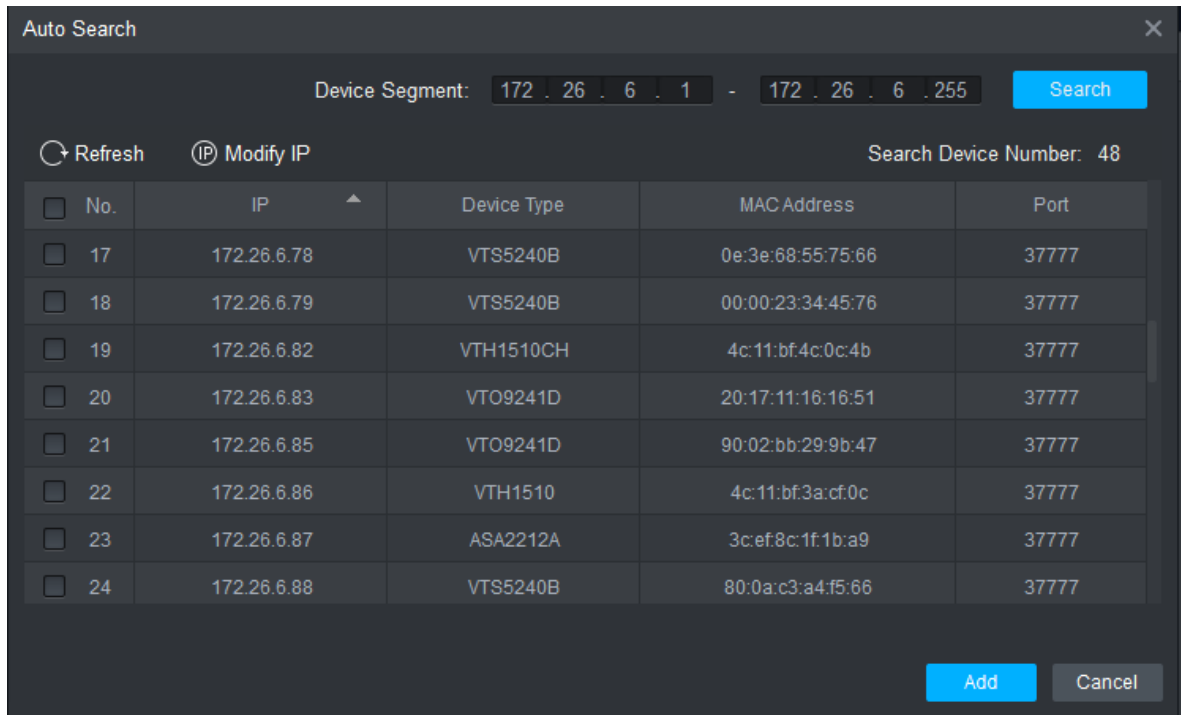 Auto Search
Device Segment: 172 . 26 . 6 . 1 - 172 . 26 . 6 . 255 Search
Refresh IP Modify IP Search Device Number: 48
No. IP Device Type MAC Address Port
17 172.26.6.78 VTS5240B 0e:3e:68:55:75:66 37777
18 172.26.6.79 VTS5240B 00:00:23:34:45:76 37777
19 172.26.6.82 VTH1510CH 4c:11:bf:4c:0c:4b 37777
20 172.26.6.83 VTO9241D 20:17:11:16:16:51 37777
21 172.26.6.85 VTO9241D 90:02:bb:29:9b:47 37777
22 172.26.6.86 VTH1510 4c:11:bf:3a:cf:0c 37777
23 172.26.6.87 ASA2212A 3c:ef:8c:1f:1b:a9 37777
24 172.26.6.88 VTS5240B 80:0a:c3:a4:f5:66 37777
Add Cancel